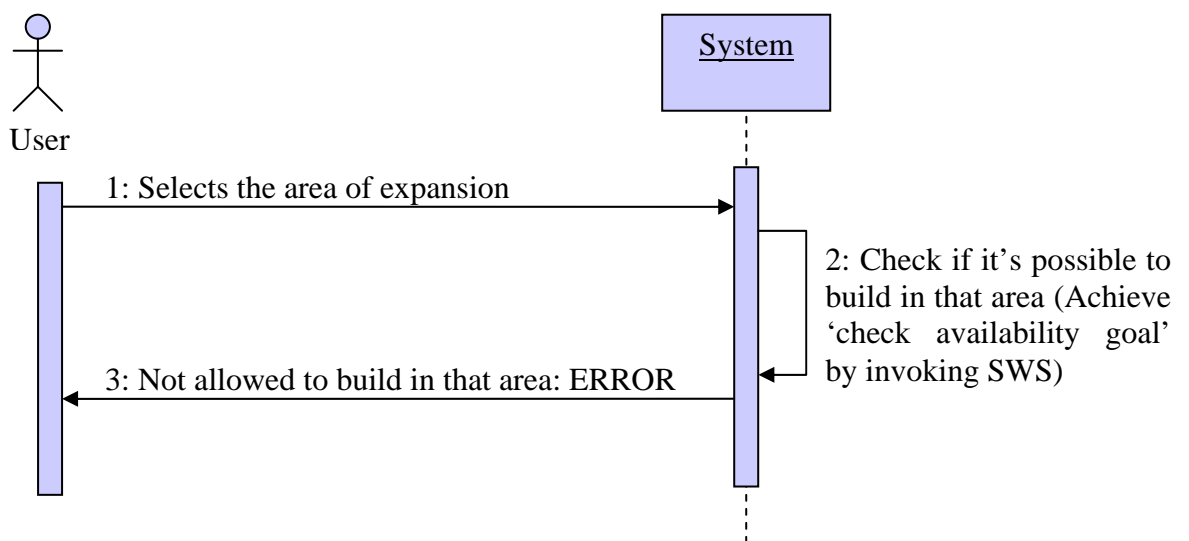 System
User
1: Selects the area of expansion
2: Check if it’s possible to
build in that area (Achieve
‘check availability goal’
by invoking SWS)
3: Not allowed to build in that area: ERROR